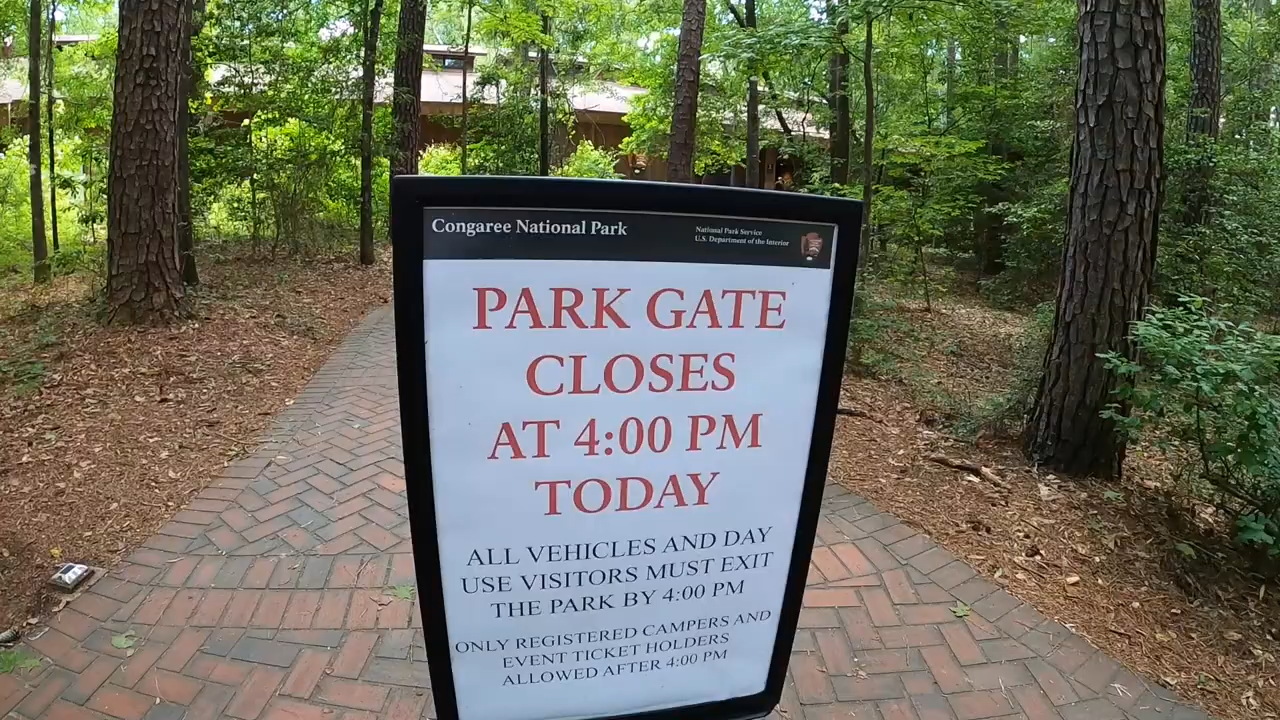 Congaree National Park
National Park Service
U.S. Department of the Interior
PARK GATE
CLOSES
AT 4:00 PM
TODAY
ALL VEHICLES AND DAY
USE VISITORS MUST EXIT
THE PARK BY 4:00 PM
ONLY REGISTERED CAMPERS AND
EVENT TICKET HOLDERS
ALLOWED AFTER 4:00 PM